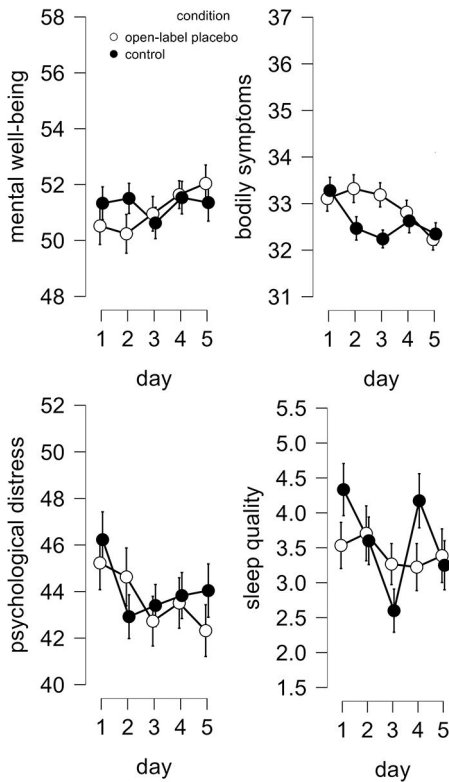 condition
open-label placebo
control
mental well-being
58
56
54
52
50
48
1 2 3 4 5
day
bodily symptoms
37
36
35
34
33
32
31
1 2 3 4 5
day
psychological distress
52
50
48
46
44
42
40
1 2 3 4 5
day
sleep quality
5.5
5.0
4.5
4.0
3.5
3.0
2.5
2.0
1.5
1 2 3 4 5
day